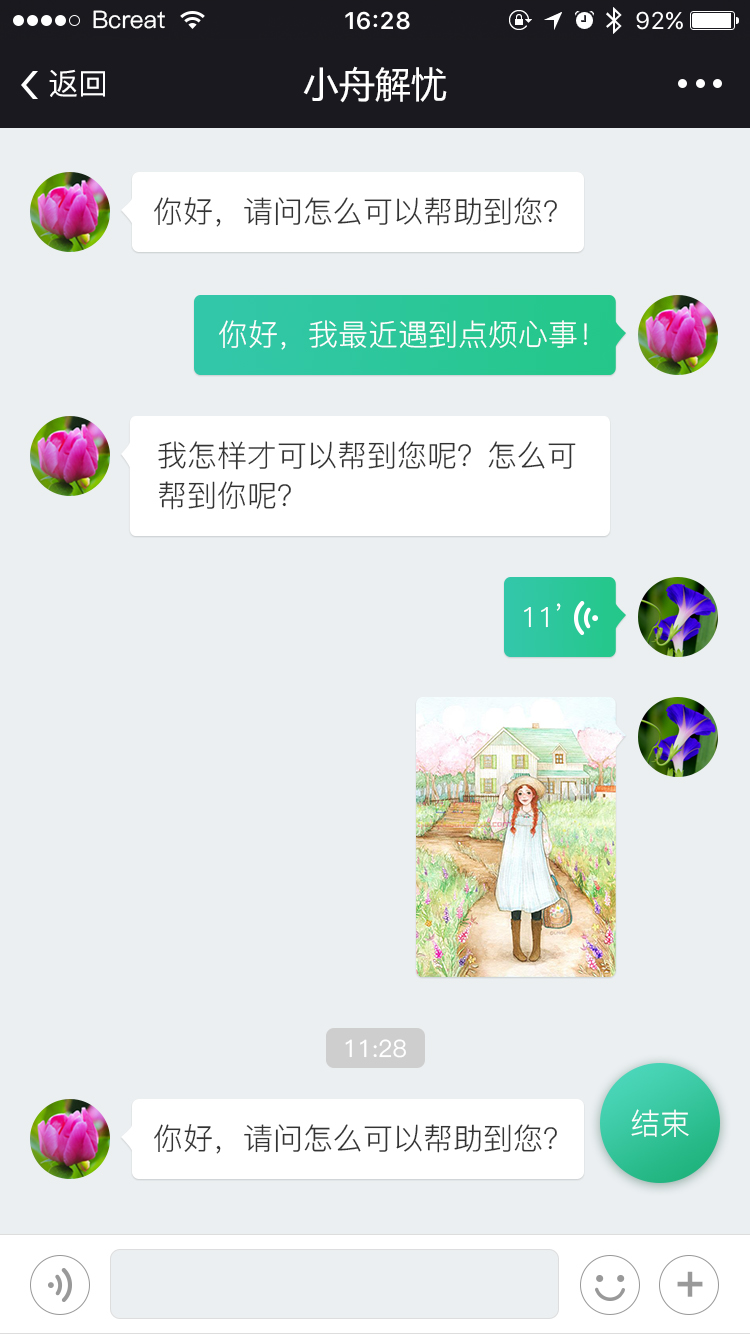 Bcreat 16:28 92%
返回 小舟解忧
你好，请问怎么可以帮助到您？
你好，我最近遇到点烦心事！
我怎样才可以帮到您呢？怎么可
帮到你呢？
11’
11:28
你好，请问怎么可以帮助到您？
结束